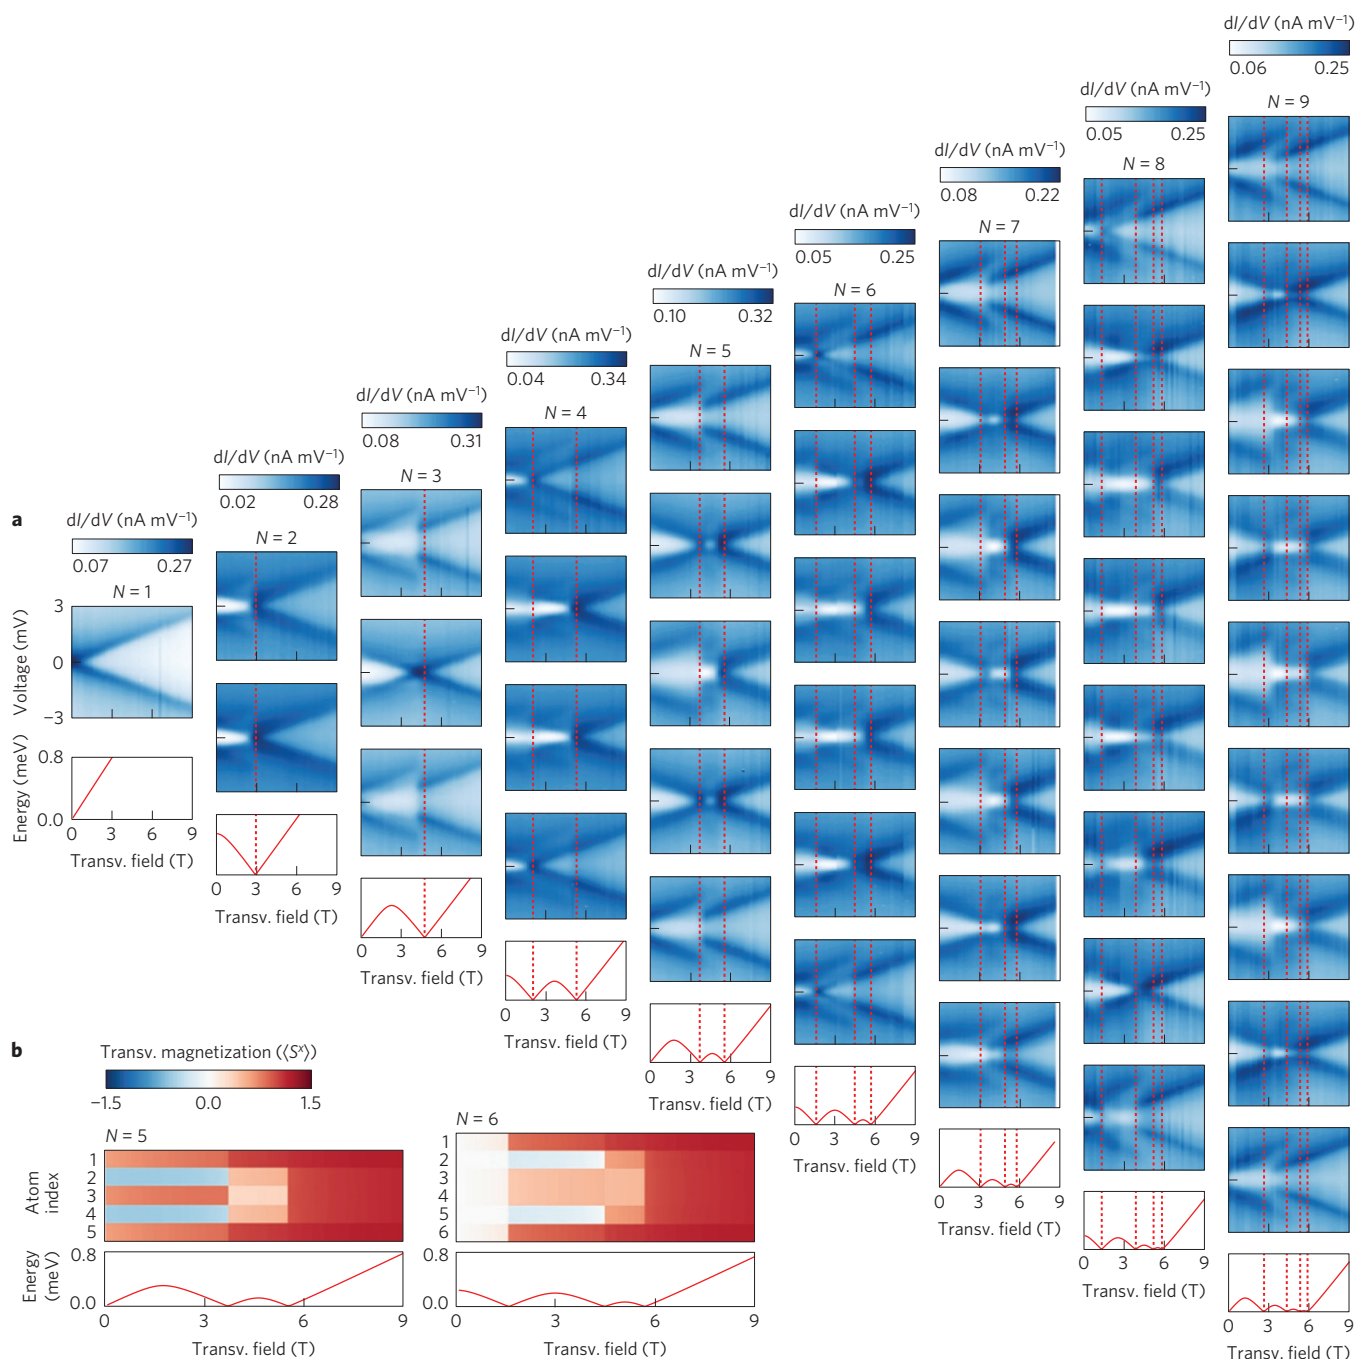 a
dI/dV (nA mV⁻¹)
0.07 0.27
N = 1
3
0
−3
Voltage (mV)
0.8
0.0
Energy (meV)
0 3 6 9
Transv. field (T)
dI/dV (nA mV⁻¹)
0.02 0.28
N = 2
0 3 6 9
Transv. field (T)
dI/dV (nA mV⁻¹)
0.08 0.31
N = 3
0 3 6 9
Transv. field (T)
dI/dV (nA mV⁻¹)
0.04 0.34
N = 4
0 3 6 9
Transv. field (T)
dI/dV (nA mV⁻¹)
0.10 0.32
N = 5
0 3 6 9
Transv. field (T)
dI/dV (nA mV⁻¹)
0.05 0.25
N = 6
0 3 6 9
Transv. field (T)
dI/dV (nA mV⁻¹)
0.08 0.22
N = 7
0 3 6 9
Transv. field (T)
dI/dV (nA mV⁻¹)
0.05 0.25
N = 8
0 3 6 9
Transv. field (T)
dI/dV (nA mV⁻¹)
0.06 0.25
N = 9
0 3 6 9
Transv. field (T)
b
Transv. magnetization (⟨Sˣ⟩)
−1.5 0.0 1.5
N = 5
Atom
index
1
2
3
4
5
Energy
(meV)
0.8
0.0
0 3 6 9
Transv. field (T)
N = 6
1
2
3
4
5
6
0.8
0.0
0 3 6 9
Transv. field (T)